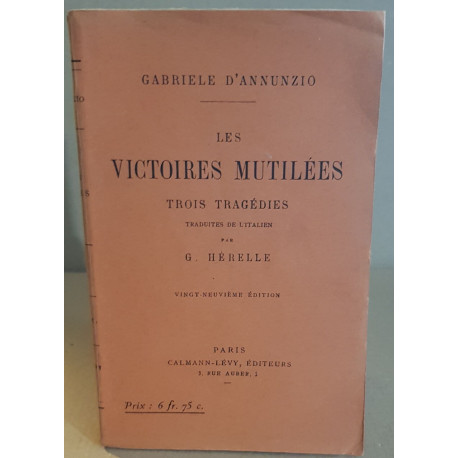 GABRIELE D'ANNUNZIO
LES
VICTOIRES MUTILÉES
TROIS TRAGÉDIES
TRADUITES DE L'ITALIEN
PAR
G. HÉRELLE
VINGT-NEUVIÈME ÉDITION
PARIS
CALMANN-LÉVY, ÉDITEURS
3, RUE AUBER, 3
Prix : 6 fr. 75 c.